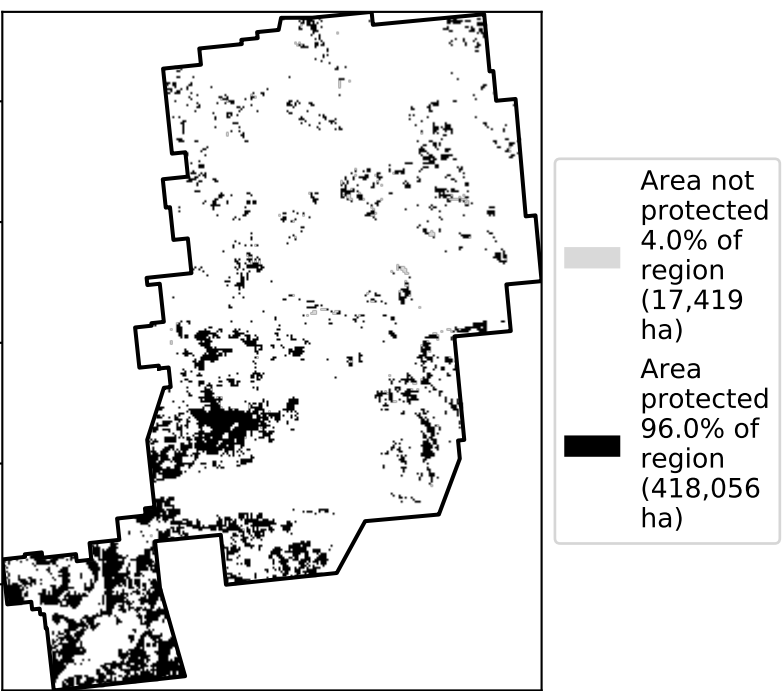 Area not
protected
4.0% of
region
(17,419
ha)
Area
protected
96.0% of
region
(418,056
ha)